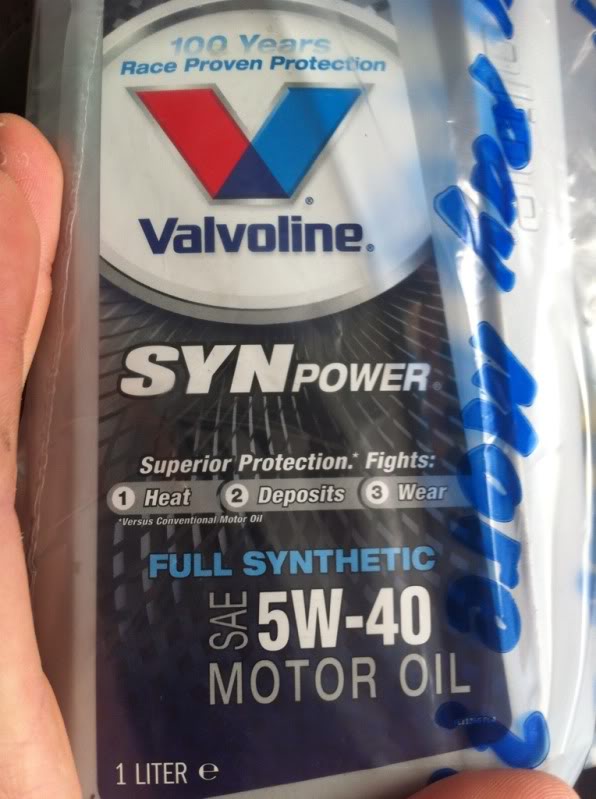 100 Years
Race Proven Protection
Valvoline®
SYNPOWER®
Superior Protection.* Fights:
1 Heat 2 Deposits 3 Wear
*Versus Conventional Motor Oil
FULL SYNTHETIC
SAE 5W-40
MOTOR OIL
1 LITER e